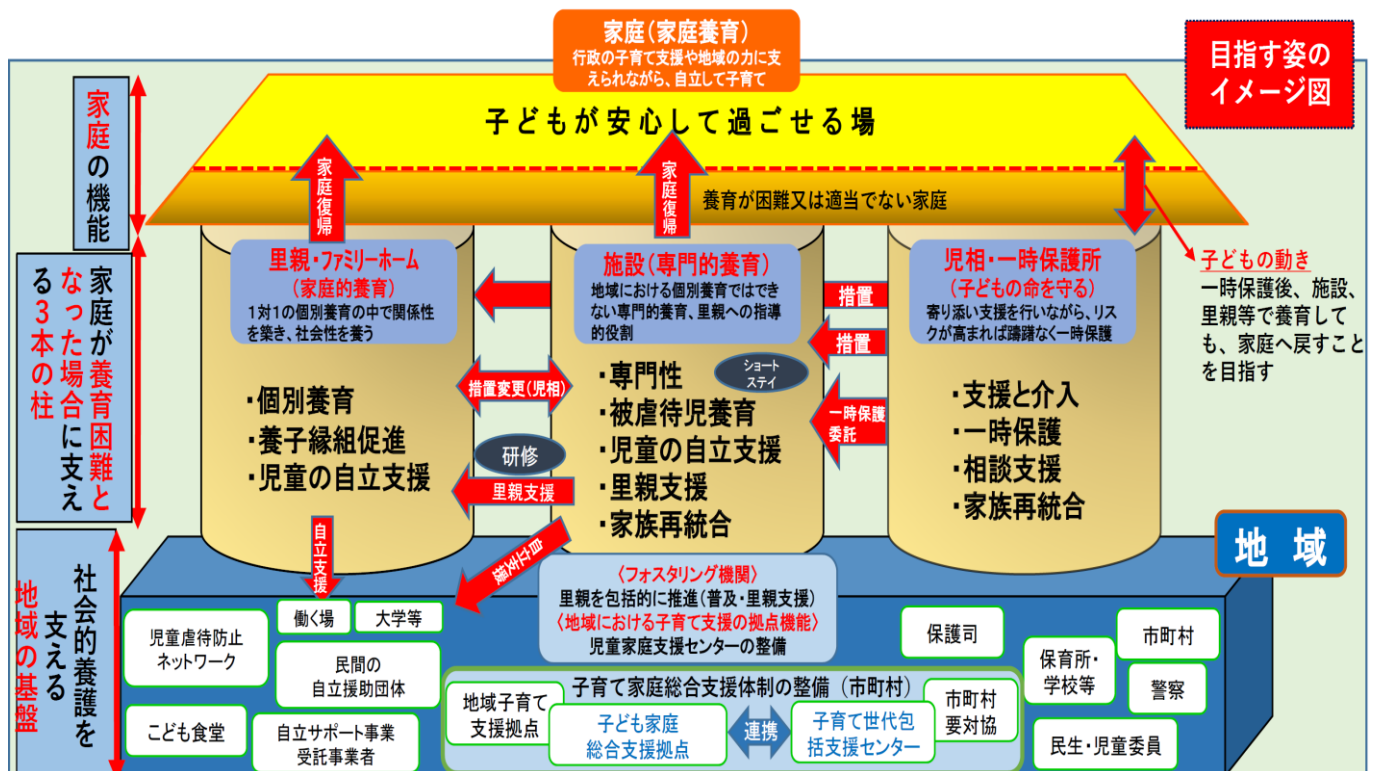 家庭(家庭養育)
行政の子育て支援や地域の力に支
えられながら、自立して子育て
目指す姿の
イメージ図
家庭の機能
子どもが安心して過ごせる場
家庭復帰
家庭復帰
養育が困難又は適当でない家庭
子どもの動き
一時保護後、施設、
里親等で養育して
も、家庭へ戻すこと
を目指す
家庭が養育困難と
なった場合に支え
る3本の柱
里親・ファミリーホーム
(家庭的養育)
1対1の個別養育の中で関係性
を築き、社会性を養う
・個別養育
・養子縁組促進
・児童の自立支援
施設(専門的養育)
地域における個別養育ではでき
ない専門的養育、里親への指導
的役割
・専門性
・被虐待児養育
・児童の自立支援
・里親支援
・家族再統合
ショート
ステイ
児相・一時保護所
(子どもの命を守る)
寄り添い支援を行いながら、リス
クが高まれば躊躇なく一時保護
・支援と介入
・一時保護
・相談支援
・家族再統合
措置
措置
一時保護
委託
措置変更(児相)
研修
里親支援
自立支援
自立支援
地域
社会的養護を
支える
地域の基盤
〈フォスタリング機関〉
里親を包括的に推進(普及・里親支援)
〈地域における子育て支援の拠点機能〉
児童家庭支援センターの整備
児童虐待防止
ネットワーク
働く場
大学等
民間の
自立援助団体
こども食堂
自立サポート事業
受託事業者
子育て家庭総合支援体制の整備(市町村)
地域子育て
支援拠点
子ども家庭
総合支援拠点
連携
子育て世代包
括支援センター
市町村
要対協
保護司
保育所・
学校等
市町村
警察
民生・児童委員